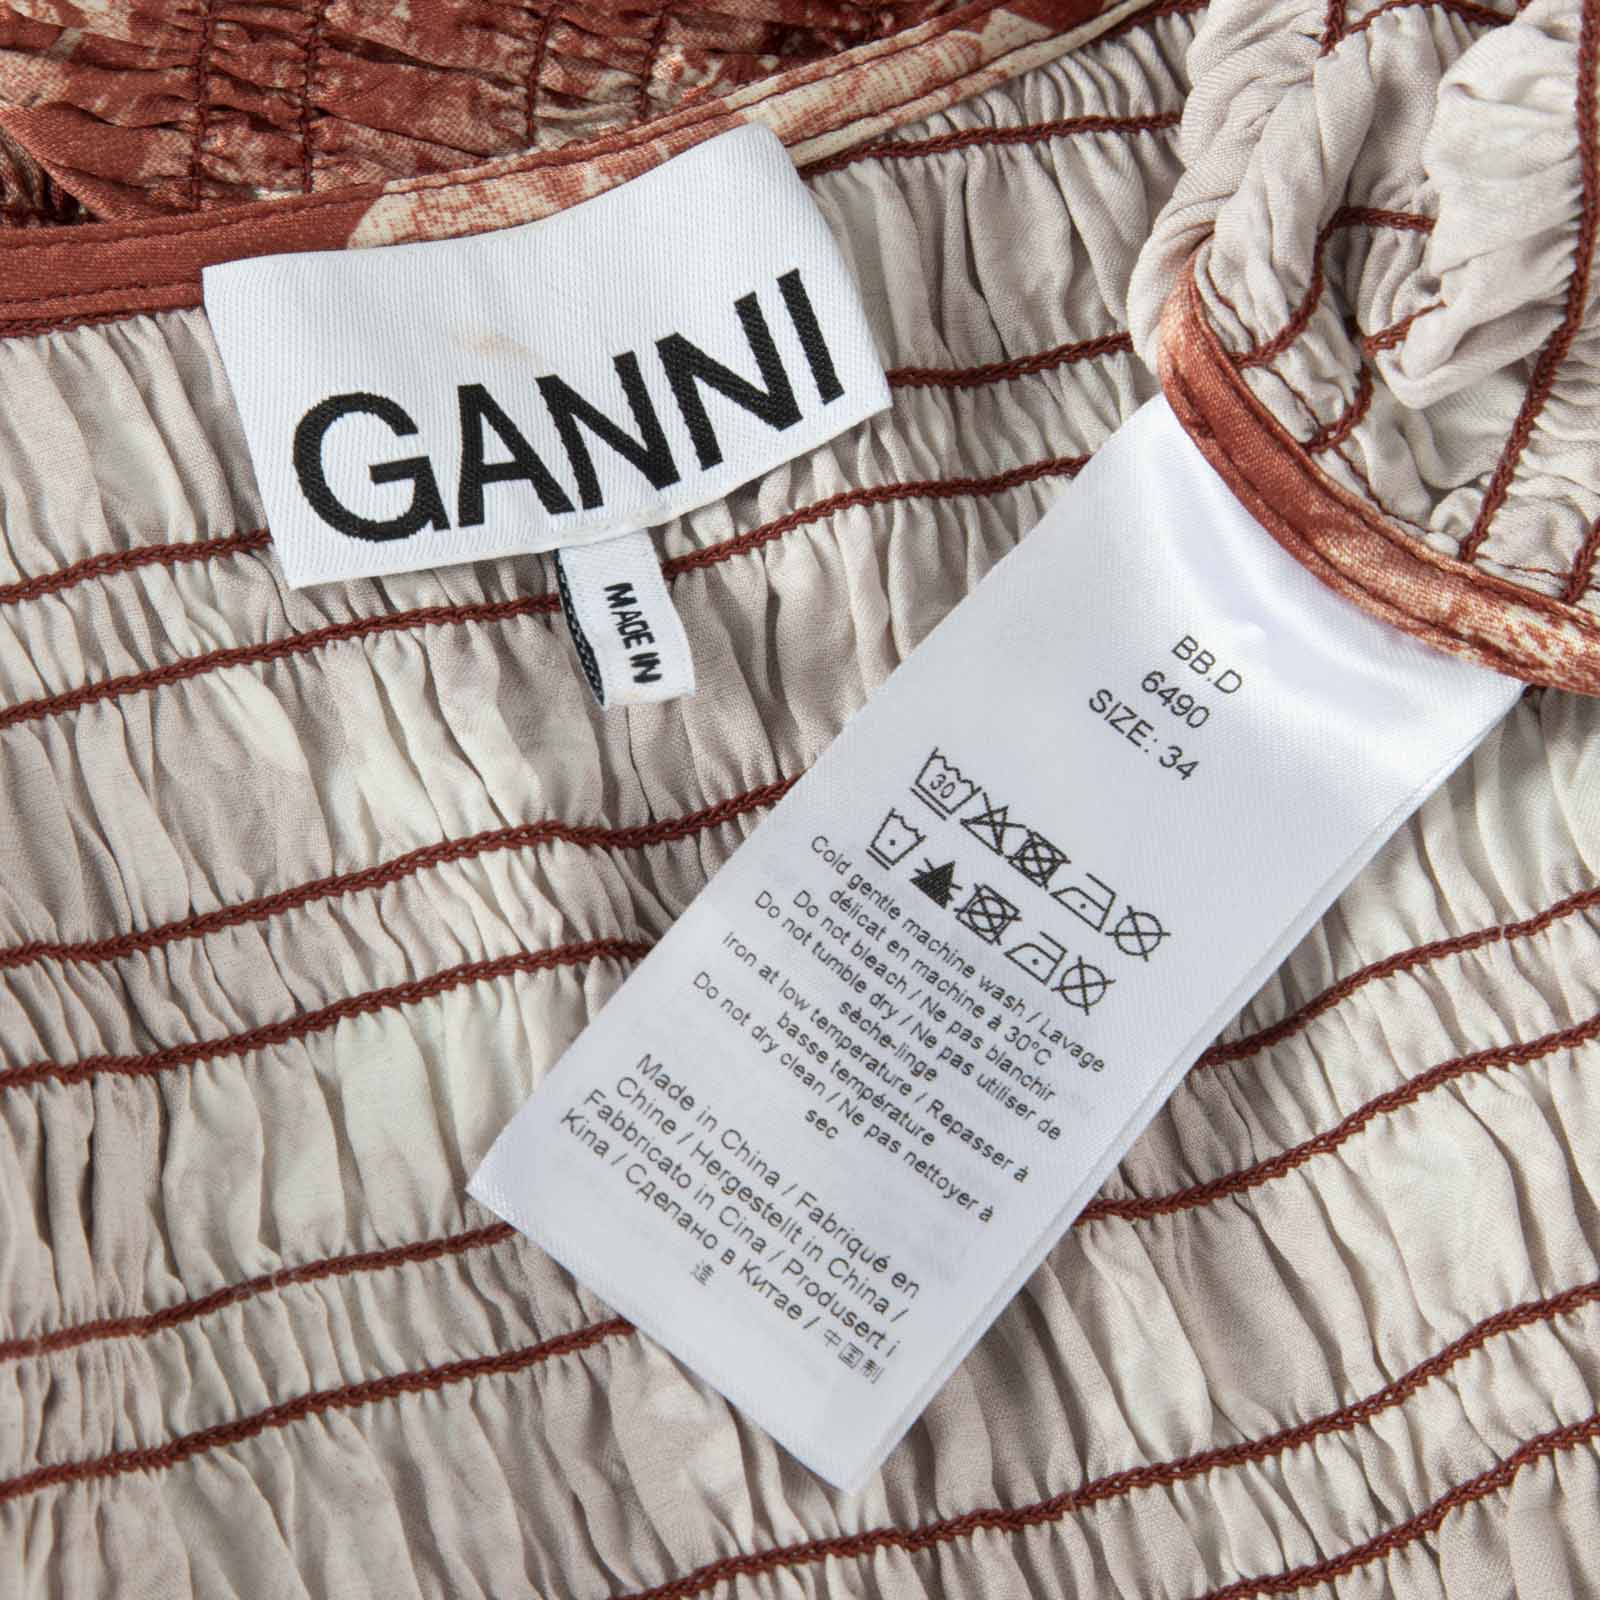 GANNI
MADE IN
BB,D
6490
SIZE: 34
30
Cold gentle machine wash / Lavage
délicat en machine à 30°C
Do not bleach / Ne pas blanchir
Do not tumble dry / Ne pas utiliser de
sèche-linge
Iron at low temperature / Repasser à
basse température
Do not dry clean / Ne pas nettoyer à
sec
Made in China / Fabriqué en
Chine / Hergestellt in China /
Fabbricato in Cina / Produsert i
Kina / Сделано в Китае / 中国制
造